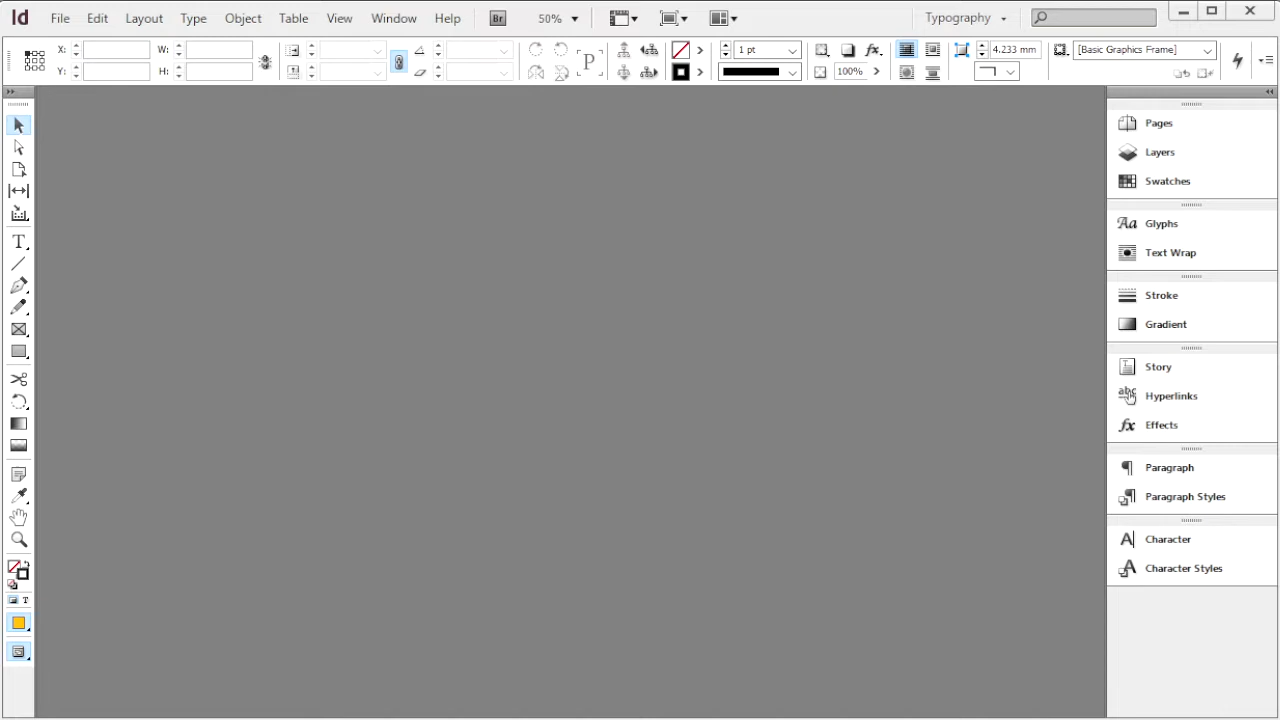 Id File Edit Layout Type Object Table View Window Help Br 50% Typography
X: W: 1 pt 4.233 mm [Basic Graphics Frame]
Y: H: P 100%
Pages
Layers
Swatches
Glyphs
Text Wrap
Stroke
Gradient
Story
Hyperlinks
Effects
Paragraph
Paragraph Styles
Character
Character Styles